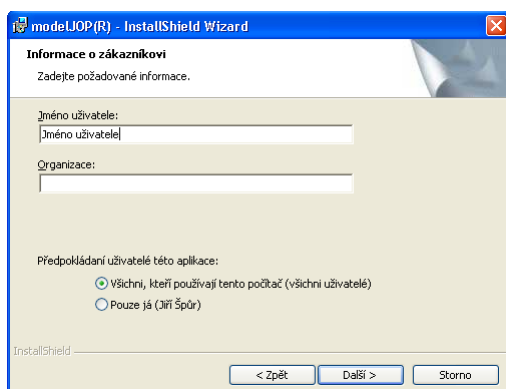 modelJOP(R) - InstallShield Wizard
Informace o zákazníkovi
Zadejte požadované informace.
Jméno uživatele:
Jméno uživatele
Organizace:
Předpokládaní uživatelé této aplikace:
Všichni, kteří používají tento počítač (všichni uživatelé)
Pouze já (Jiří Špůr)
InstallShield
< Zpět Další > Storno